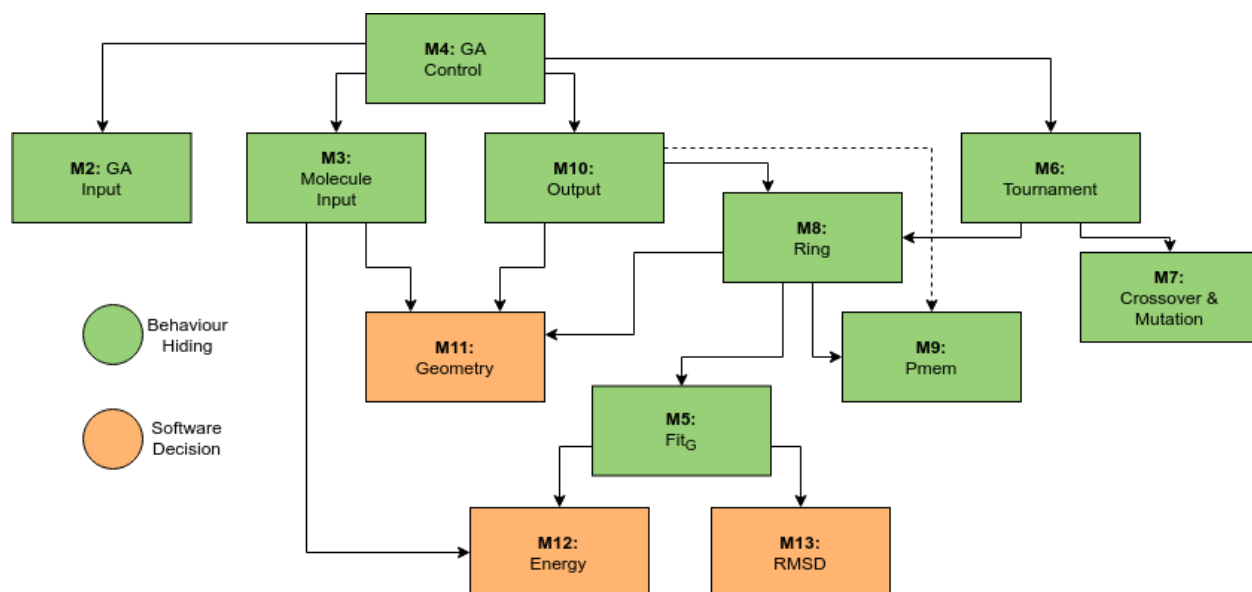 M4: GA
Control
M2: GA
Input
M3:
Molecule
Input
M10:
Output
M6:
Tournament
M8:
Ring
M7:
Crossover &
Mutation
Behaviour
Hiding
M11:
Geometry
M9:
Pmem
Software
Decision
M5:
FitG
M12:
Energy
M13:
RMSD